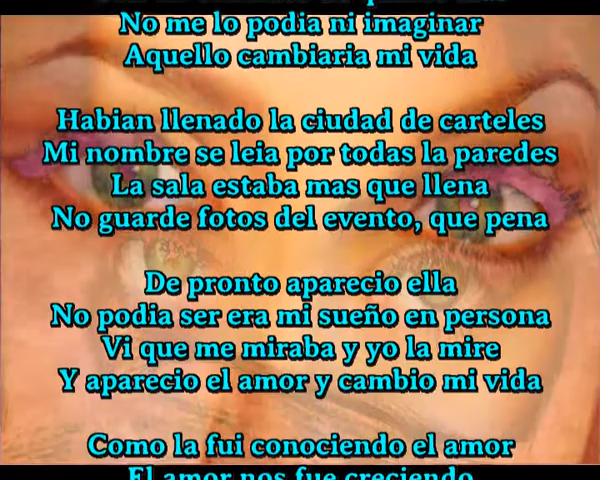 No me lo podia ni imaginar
Aquello cambiaria mi vida
Habian llenado la ciudad de carteles
Mi nombre se leia por todas la paredes
La sala estaba mas que llena
No guarde fotos del evento, que pena
De pronto aparecio ella
No podia ser era mi sueño en persona
Vi que me miraba y yo la mire
Y aparecio el amor y cambio mi vida
Como la fui conociendo el amor
El amor nos fue creciendo